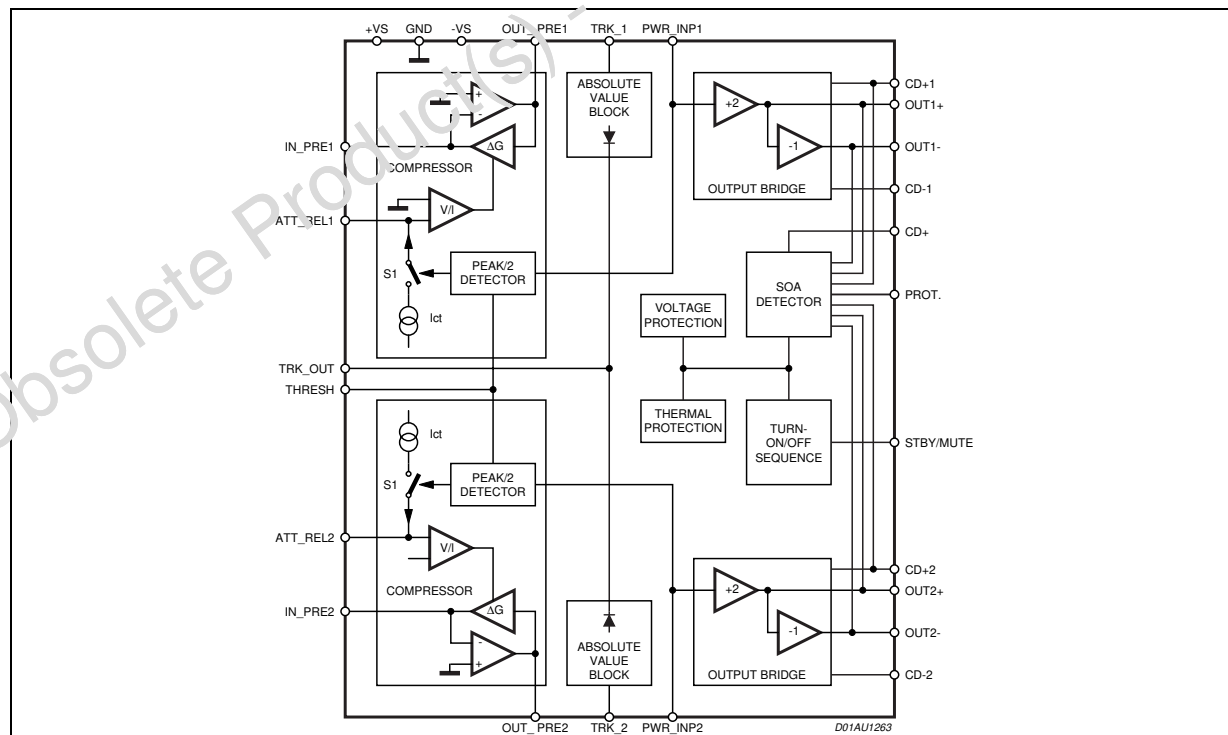 +VS GND -VS OUT_PRE1 TRK_1 PWR_INP1
ABSOLUTE
VALUE
BLOCK
+2
-1
OUTPUT BRIDGE
CD+1
OUT1+
OUT1-
CD-1
+
-
ΔG
COMPRESSOR
IN_PRE1
V/I
ATT_REL1
S1
PEAK/2
DETECTOR
Ict
CD+
SOA
DETECTOR
PROT.
VOLTAGE
PROTECTION
TRK_OUT
THRESH
THERMAL
PROTECTION
TURN-
ON/OFF
SEQUENCE
STBY/MUTE
Ict
S1
PEAK/2
DETECTOR
ATT_REL2
V/I
COMPRESSOR
IN_PRE2
ΔG
-
+
ABSOLUTE
VALUE
BLOCK
+2
-1
OUTPUT BRIDGE
CD+2
OUT2+
OUT2-
CD-2
OUT_PRE2 TRK_2 PWR_INP2
D01AU1263
Obsolete Product(s) -